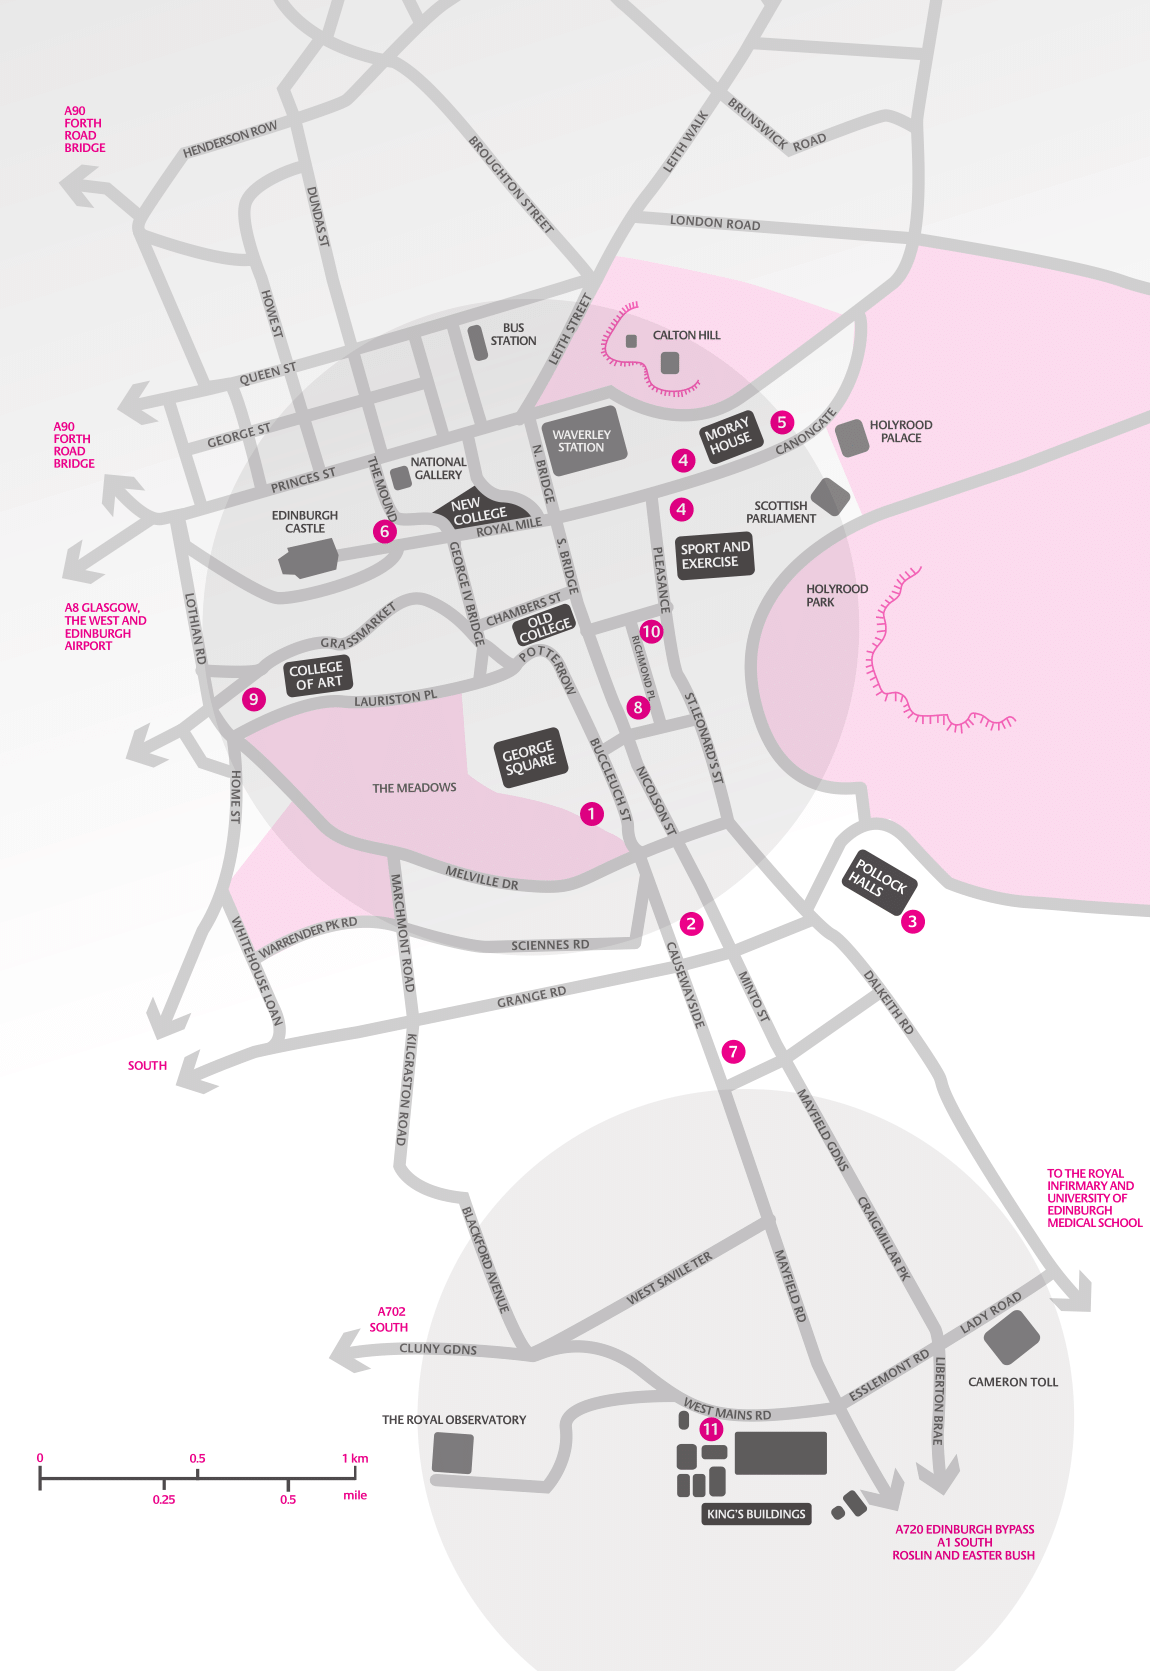 A90
FORTH
ROAD
BRIDGE
HENDERSON ROW
BROUGHTON STREET
LEITH WALK
BRUNSWICK
ROAD
DUNDAS ST
LONDON ROAD
HOWE ST
LEITH STREET
BUS
STATION
CALTON HILL
QUEEN ST
GEORGE ST
A90
FORTH
ROAD
BRIDGE
PRINCES ST
THE MOUND
NATIONAL
GALLERY
N. BRIDGE
WAVERLEY
STATION
MORAY
HOUSE
5
4
CANONGATE
HOLYROOD
PALACE
NEW
COLLEGE
ROYAL MILE
4
SCOTTISH
PARLIAMENT
EDINBURGH
CASTLE
6
SPORT AND
EXERCISE
GEORGE IV BRIDGE
S. BRIDGE
PLEASANCE
HOLYROOD
PARK
A8 GLASGOW,
THE WEST AND
EDINBURGH
AIRPORT
LOTHIAN RD
GRASSMARKET
CHAMBERS ST
OLD
COLLEGE
POTTERROW
10
RICHMOND PL
COLLEGE
OF ART
9
LAURISTON PL
8
ST.LEONARD'S ST
GEORGE
SQUARE
BUCCLEUCH ST
NICOLSON ST
HOME ST
THE MEADOWS
1
MELVILLE DR
POLLOCK
HALLS
3
2
MARCHMONT ROAD
WARRENDER PK RD
WHITEHOUSE LOAN
SCIENNES RD
CAUSEWAYSIDE
GRANGE RD
MINTO ST
DALKEITH RD
7
SOUTH
KILGRASTON ROAD
MAYFIELD GDNS
TO THE ROYAL
INFIRMARY AND
UNIVERSITY OF
EDINBURGH
MEDICAL SCHOOL
BLACKFORD AVENUE
CRAIGMILLAR PK
WEST SAVILE TER
MAYFIELD RD
A702
SOUTH
CLUNY GDNS
LADY ROAD
ESSLEMONT RD
LIBERTON BRAE
CAMERON TOLL
WEST MAINS RD
THE ROYAL OBSERVATORY
11
KING'S BUILDINGS
0
0.5
1 km
0.25
0.5
mile
A720 EDINBURGH BYPASS
A1 SOUTH
ROSLIN AND EASTER BUSH